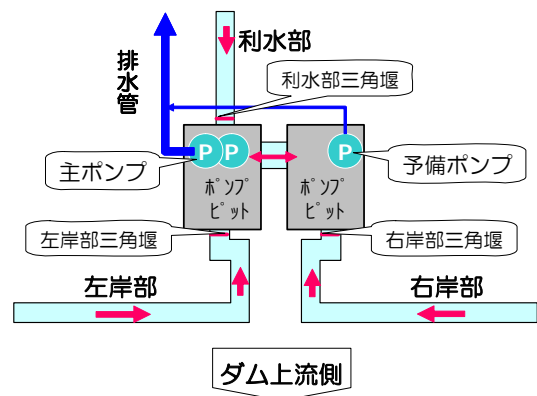 利水部
排水管
利水部三角堰
P
P
P
主ポンプ
予備ポンプ
ポンプ
ピット
ポンプ
ピット
左岸部三角堰
右岸部三角堰
左岸部
右岸部
ダム上流側